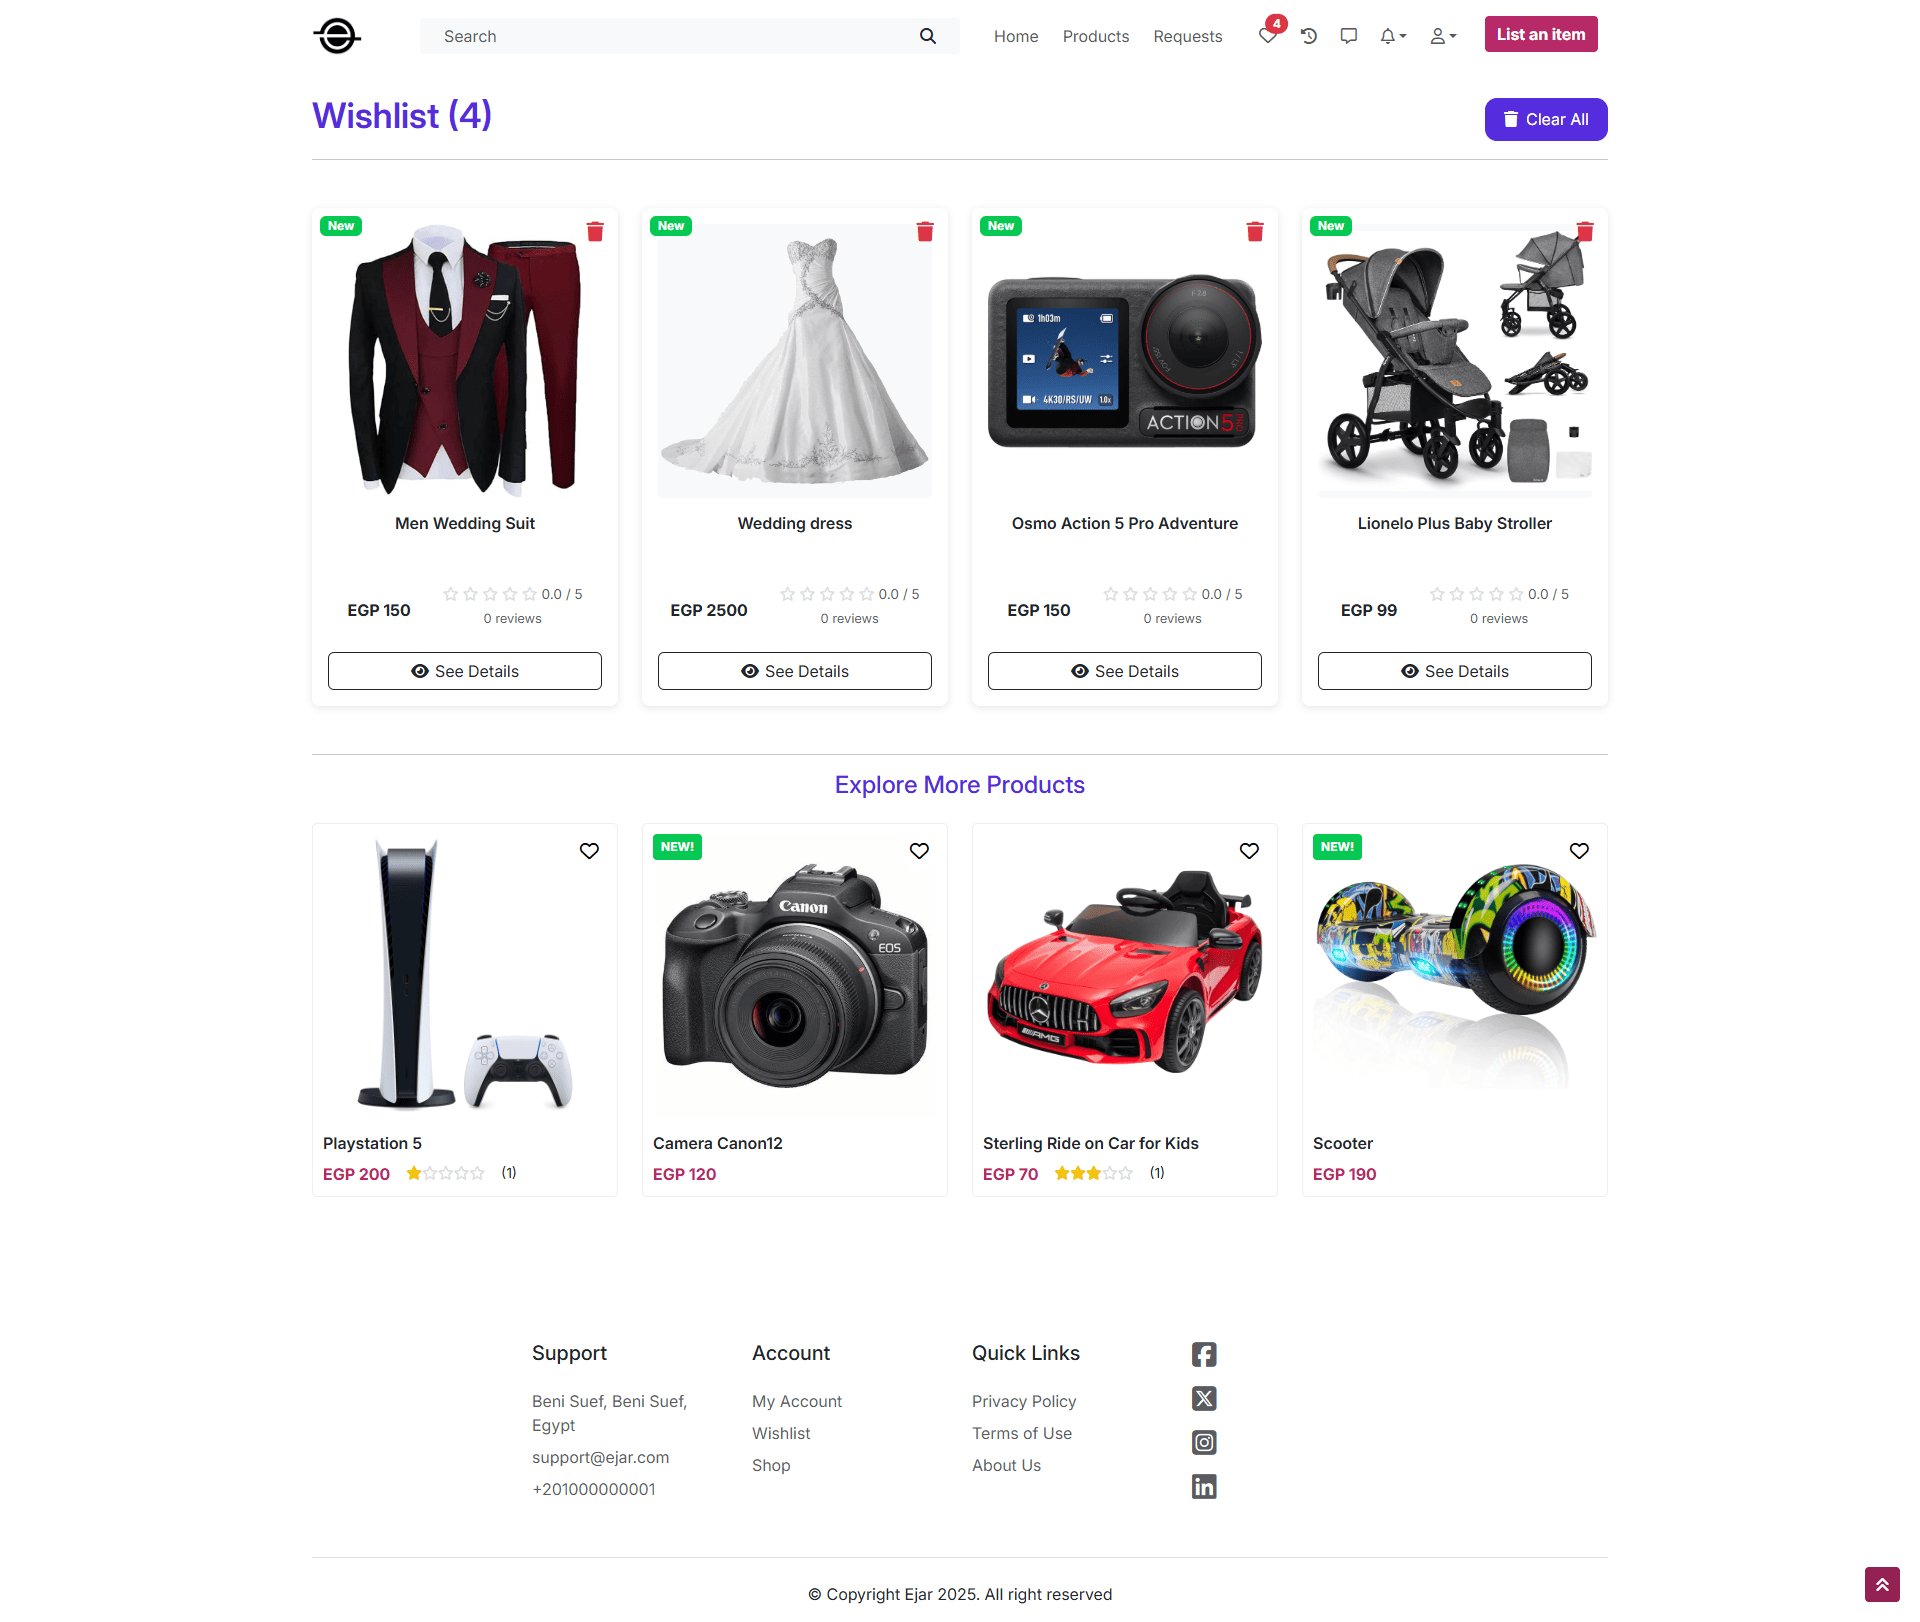 Search
Home
Products
Requests
4
List an item
Wishlist (4)
Clear All
New
New
New
New
1h03m
F 2.8
4K30/RS/UW 1.0x
ACTION 5 PRO
Men Wedding Suit
Wedding dress
Osmo Action 5 Pro Adventure
Lionelo Plus Baby Stroller
EGP 150
0.0 / 5
0 reviews
EGP 2500
0.0 / 5
0 reviews
EGP 150
0.0 / 5
0 reviews
EGP 99
0.0 / 5
0 reviews
See Details
See Details
See Details
See Details
Explore More Products
NEW!
NEW!
Canon
EOS
AMG
Playstation 5
Camera Canon12
Sterling Ride on Car for Kids
Scooter
EGP 200
(1)
EGP 120
EGP 70
(1)
EGP 190
Support
Beni Suef, Beni Suef,
Egypt
support@ejar.com
+201000000001
Account
My Account
Wishlist
Shop
Quick Links
Privacy Policy
Terms of Use
About Us
© Copyright Ejar 2025. All right reserved